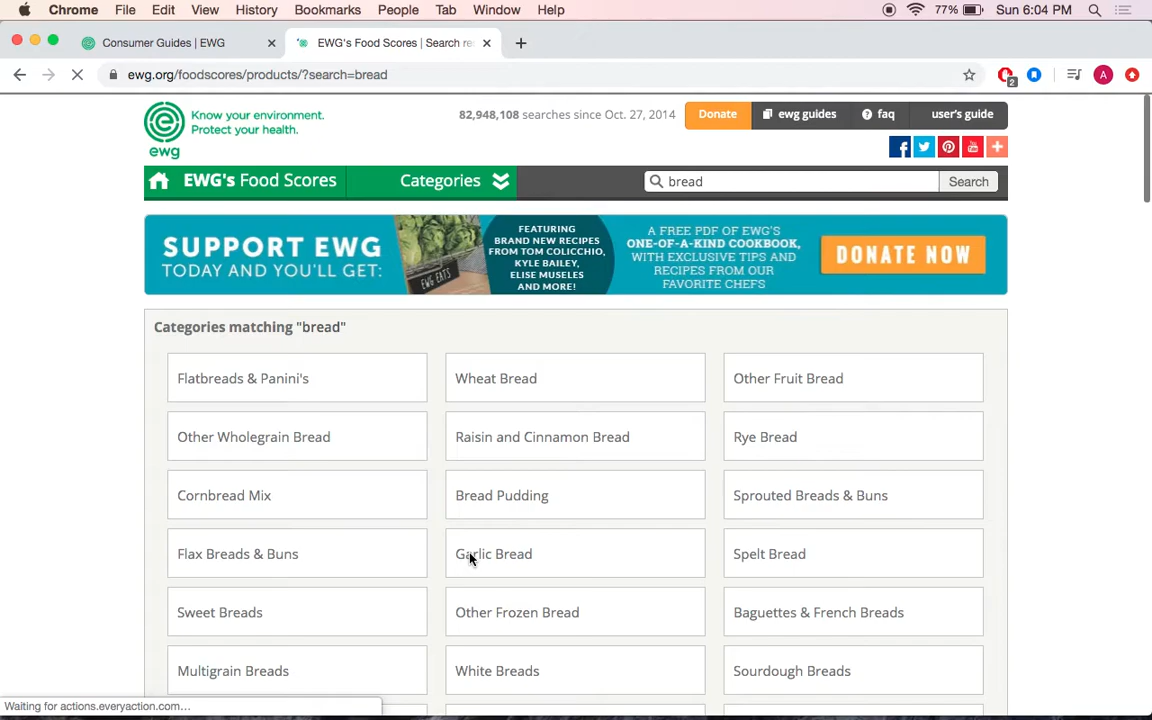 Chrome File Edit View History Bookmarks People Tab Window Help 77% Sun 6:04 PM
Consumer Guides | EWG
EWG's Food Scores | Search re
ewg.org/foodscores/products/?search=bread
2
A
Know your environment.
Protect your health.
ewg
82,948,108 searches since Oct. 27, 2014
Donate
ewg guides
? faq
user's guide
You
Tube
EWG's Food Scores
Categories
bread
Search
SUPPORT EWG
TODAY AND YOU'LL GET:
EWG EATS
FEATURING
BRAND NEW RECIPES
FROM TOM COLICCHIO,
KYLE BAILEY,
ELISE MUSELES
AND MORE!
A FREE PDF OF EWG'S
ONE-OF-A-KIND COOKBOOK,
WITH EXCLUSIVE TIPS AND
RECIPES FROM OUR
FAVORITE CHEFS
DONATE NOW
Categories matching "bread"
Flatbreads & Panini's
Wheat Bread
Other Fruit Bread
Other Wholegrain Bread
Raisin and Cinnamon Bread
Rye Bread
Cornbread Mix
Bread Pudding
Sprouted Breads & Buns
Flax Breads & Buns
Garlic Bread
Spelt Bread
Sweet Breads
Other Frozen Bread
Baguettes & French Breads
Multigrain Breads
White Breads
Sourdough Breads
Waiting for actions.everyaction.com...